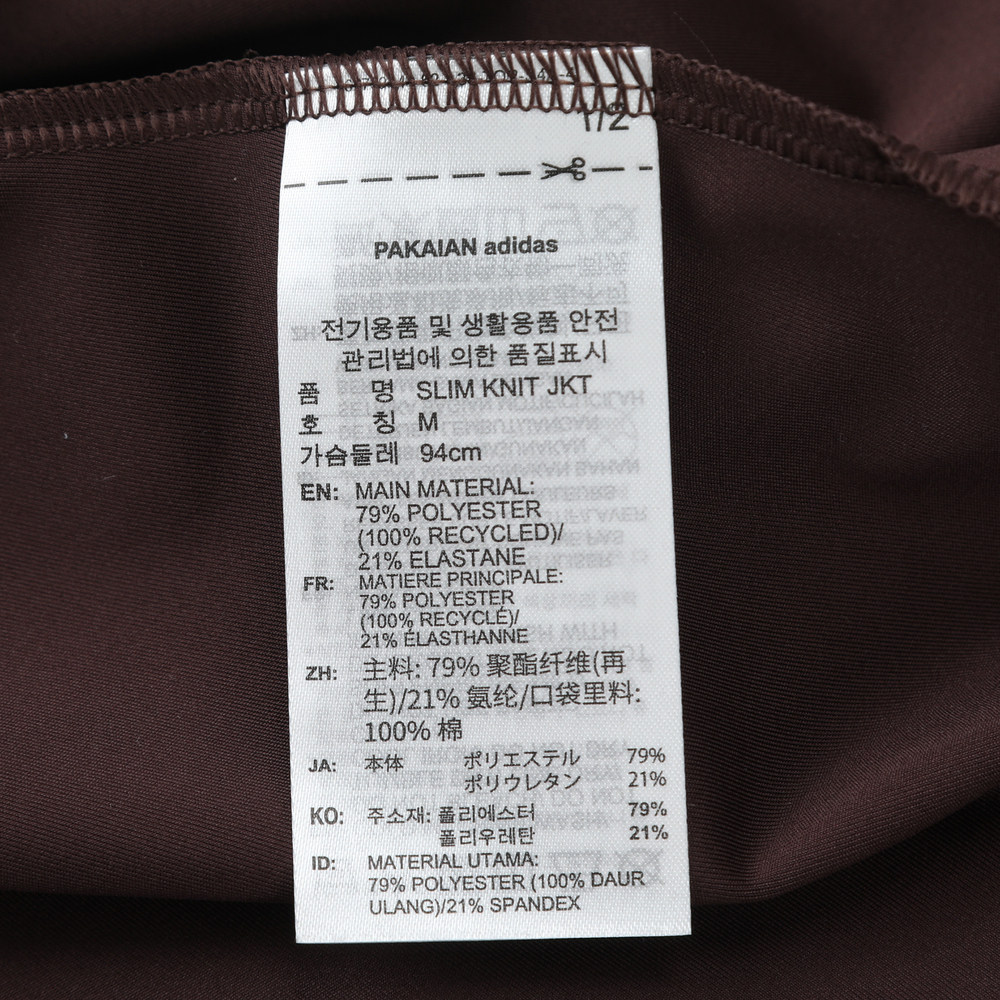 1/2
PAKAIAN adidas
전기용품 및 생활용품 안전
관리법에 의한 품질표시
품 명 SLIM KNIT JKT
호 칭 M
가슴둘레 94cm
EN: MAIN MATERIAL:
79% POLYESTER
(100% RECYCLED)/
21% ELASTANE
FR: MATIERE PRINCIPALE:
79% POLYESTER
(100% RECYCLÉ)/
21% ÉLASTHANNE
ZH: 主料: 79% 聚酯纤维(再
生)/21% 氨纶/口袋里料:
100% 棉
JA: 本体 ポリエステル 79%
ポリウレタン 21%
KO: 주소재: 폴리에스터 79%
폴리우레탄 21%
ID: MATERIAL UTAMA:
79% POLYESTER (100% DAUR
ULANG)/21% SPANDEX